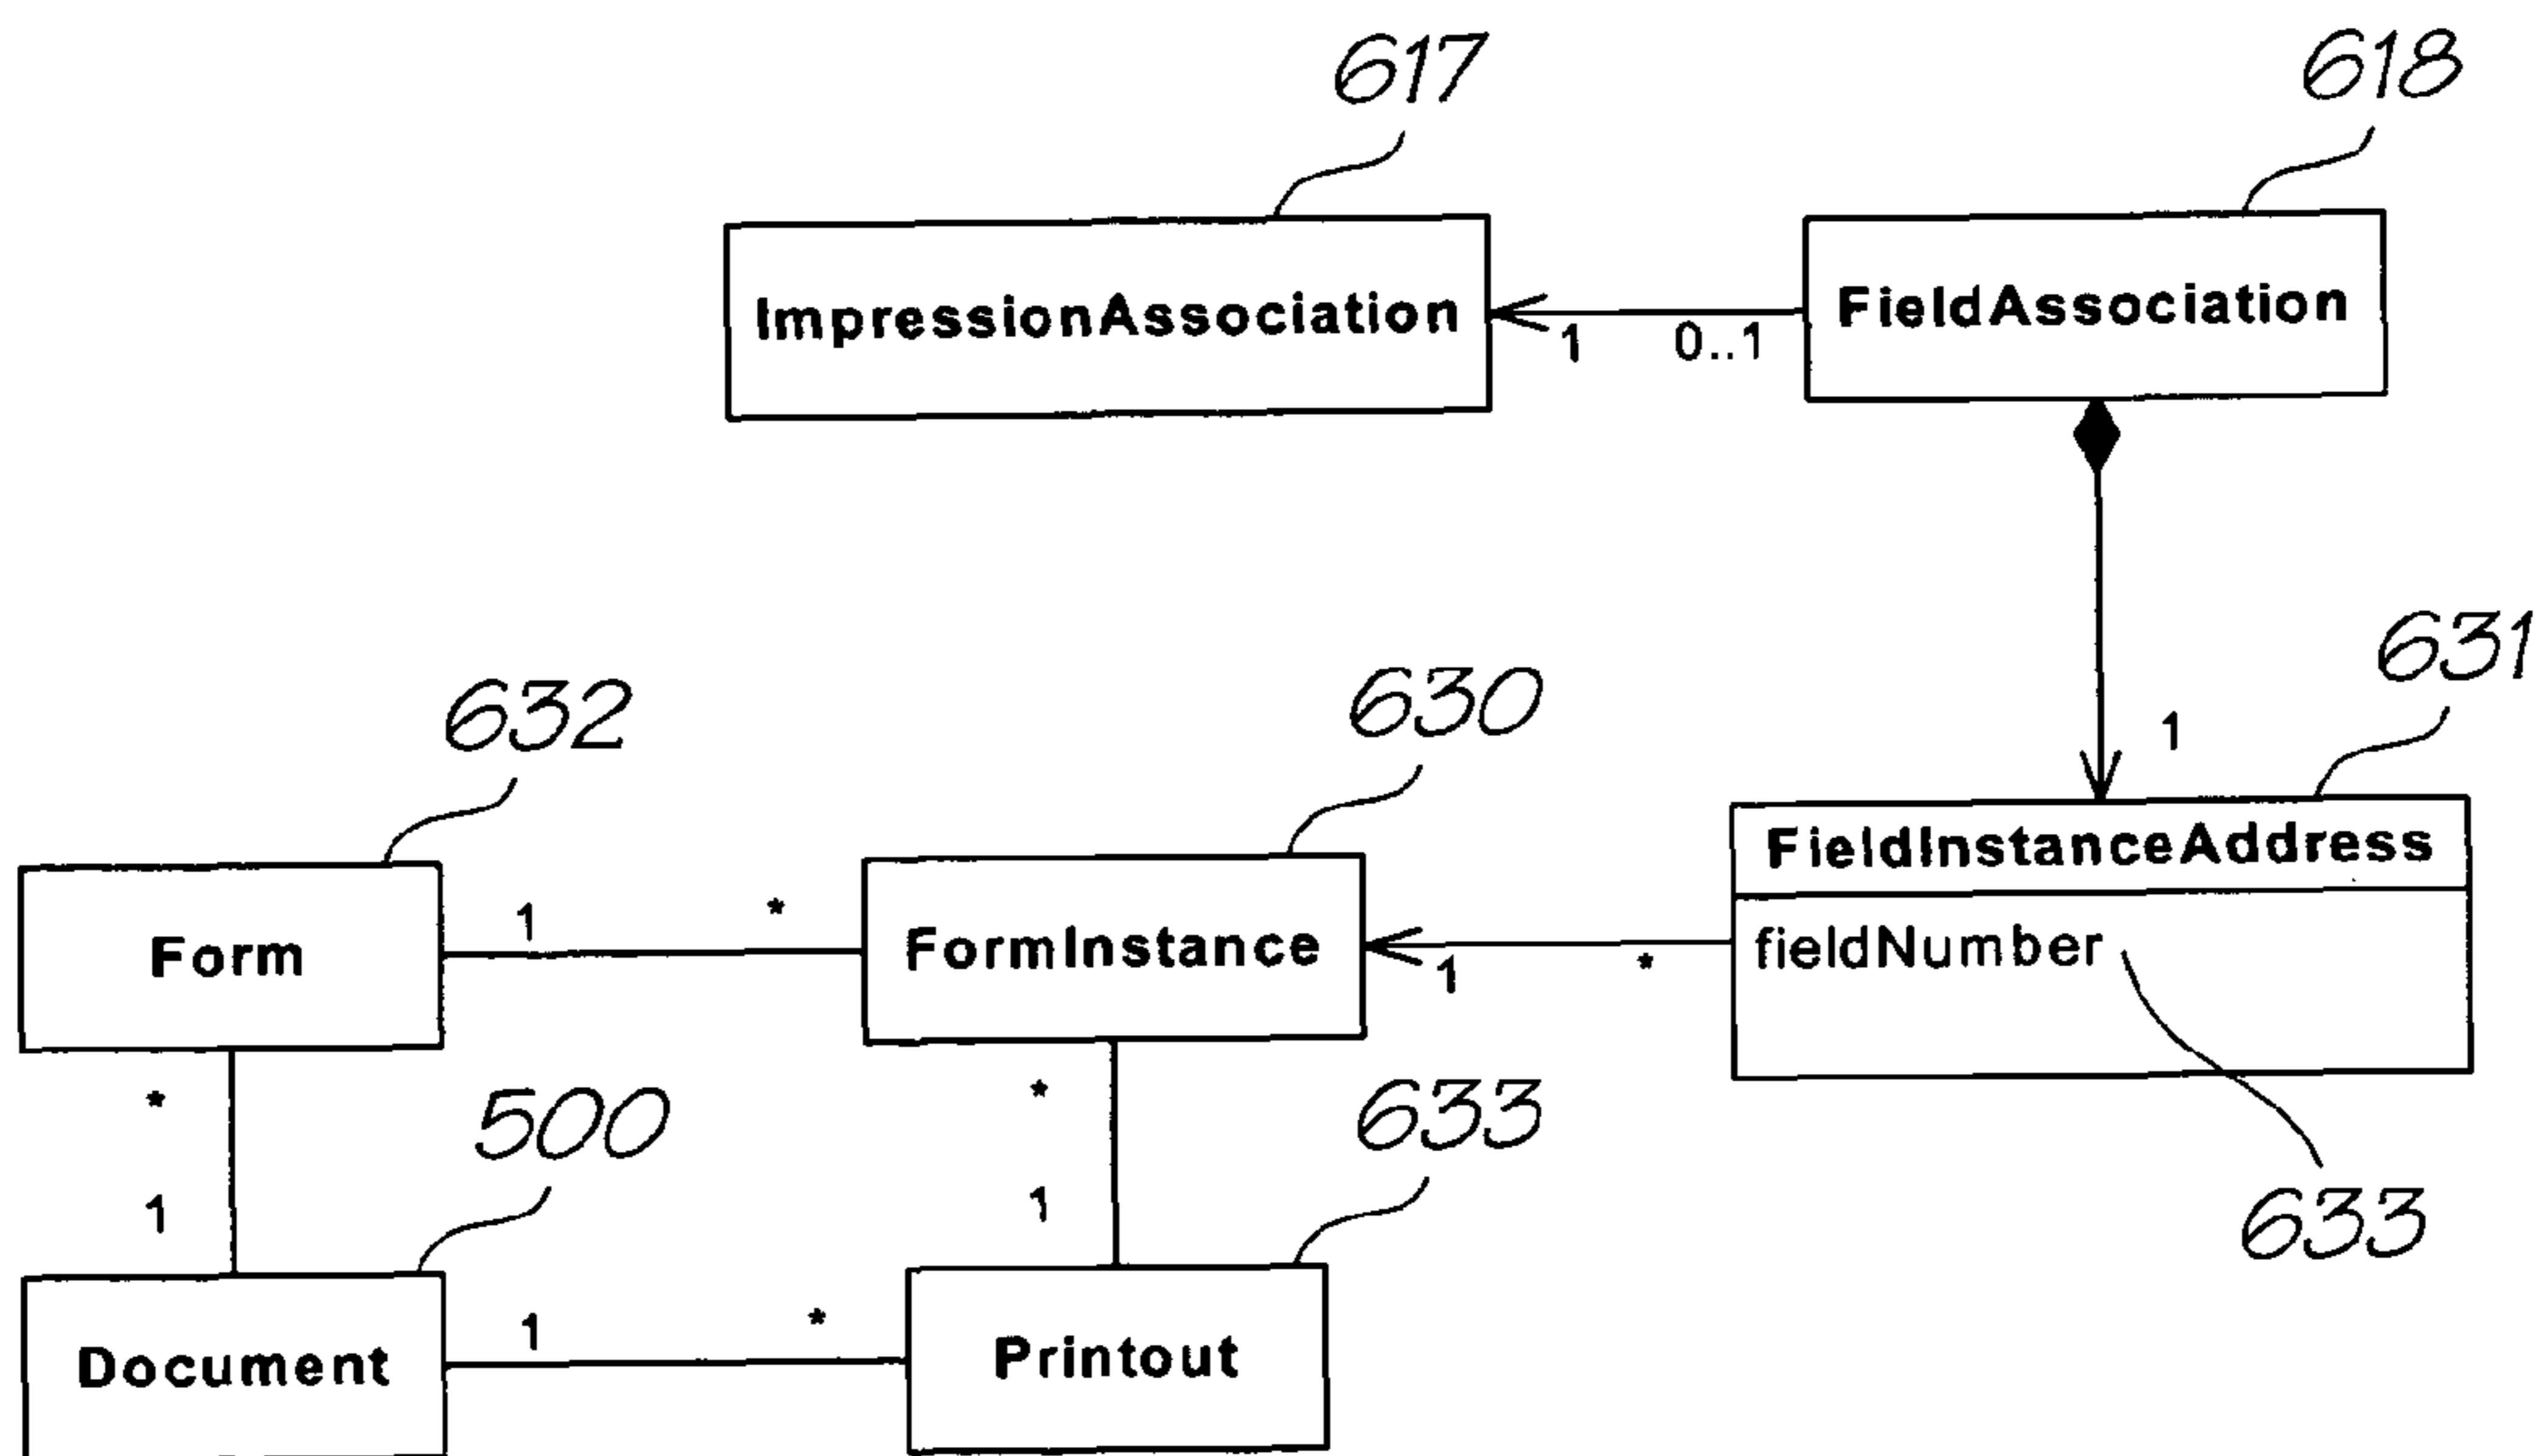 617
618
ImpressionAssociation
FieldAssociation
1
0..1
631
632
630
1
FieldInstanceAddress
Form
1
*
FormInstance
1
*
fieldNumber
*
500
*
633
1
1
633
Document
1
*
Printout